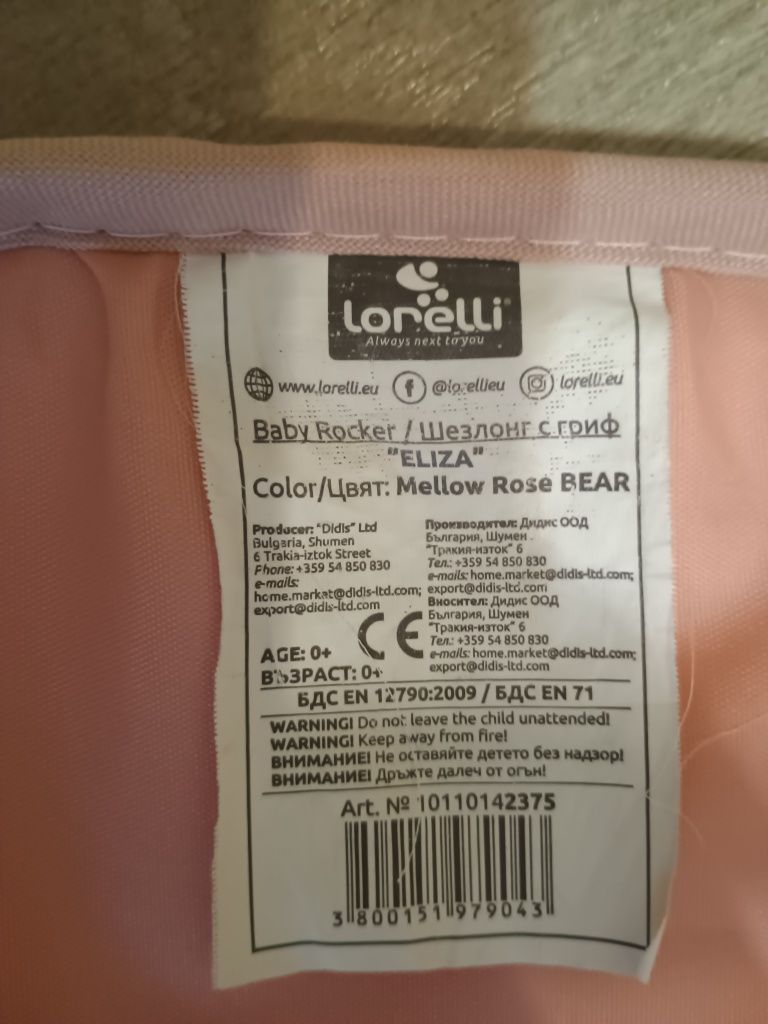 lorelli
Always next to you
www.lorelli.eu @lorellieu lorelli.eu
Baby Rocker / Шезлонг с гриф
"ELIZA"
Color/Цвят: Mellow Rose BEAR
Producer: "Didis" Ltd
Bulgaria, Shumen
6 Trakia-iztok Street
Phone: +359 54 850 830
e-mails:
home.market@didis-ltd.com;
export@didis-ltd.com
Производител: Дидис ООД
България, Шумен
"Тракия-изток" 6
Тел.: +359 54 850 830
e-mails: home.market@didis-ltd.com;
export@didis-ltd.com
Вносител: Дидис ООД
България, Шумен
"Тракия-изток" 6
Тел.: +359 54 850 830
e-mails: home.market@didis-ltd.com;
export@didis-ltd.com
CE
AGE: 0+
ВЪЗРАСТ: 0+
БДС EN 12790:2009 / БДС EN 71
WARNING! Do not leave the child unattended!
WARNING! Keep away from fire!
ВНИМАНИЕ! Не оставяйте детето без надзор!
ВНИМАНИЕ! Дръжте далеч от огън!
Art. № 10110142375
3 800151 979043